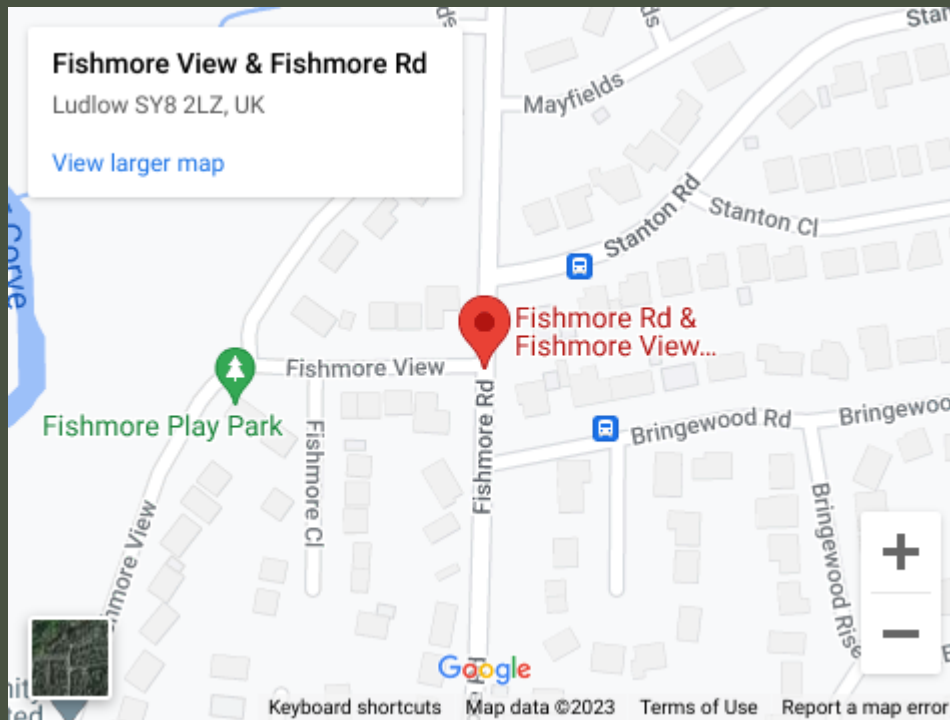 Fishmore View & Fishmore Rd
Ludlow SY8 2LZ, UK
View larger map
Mayfields
Stanton Rd
Stanton Cl
Corve
Fishmore Rd &
Fishmore View...
Fishmore View
Fishmore Play Park
Fishmore Cl
Fishmore Rd
Bringewood Rd
Bringewood Rise
Google
Keyboard shortcuts
Map data ©2023
Terms of Use
Report a map error